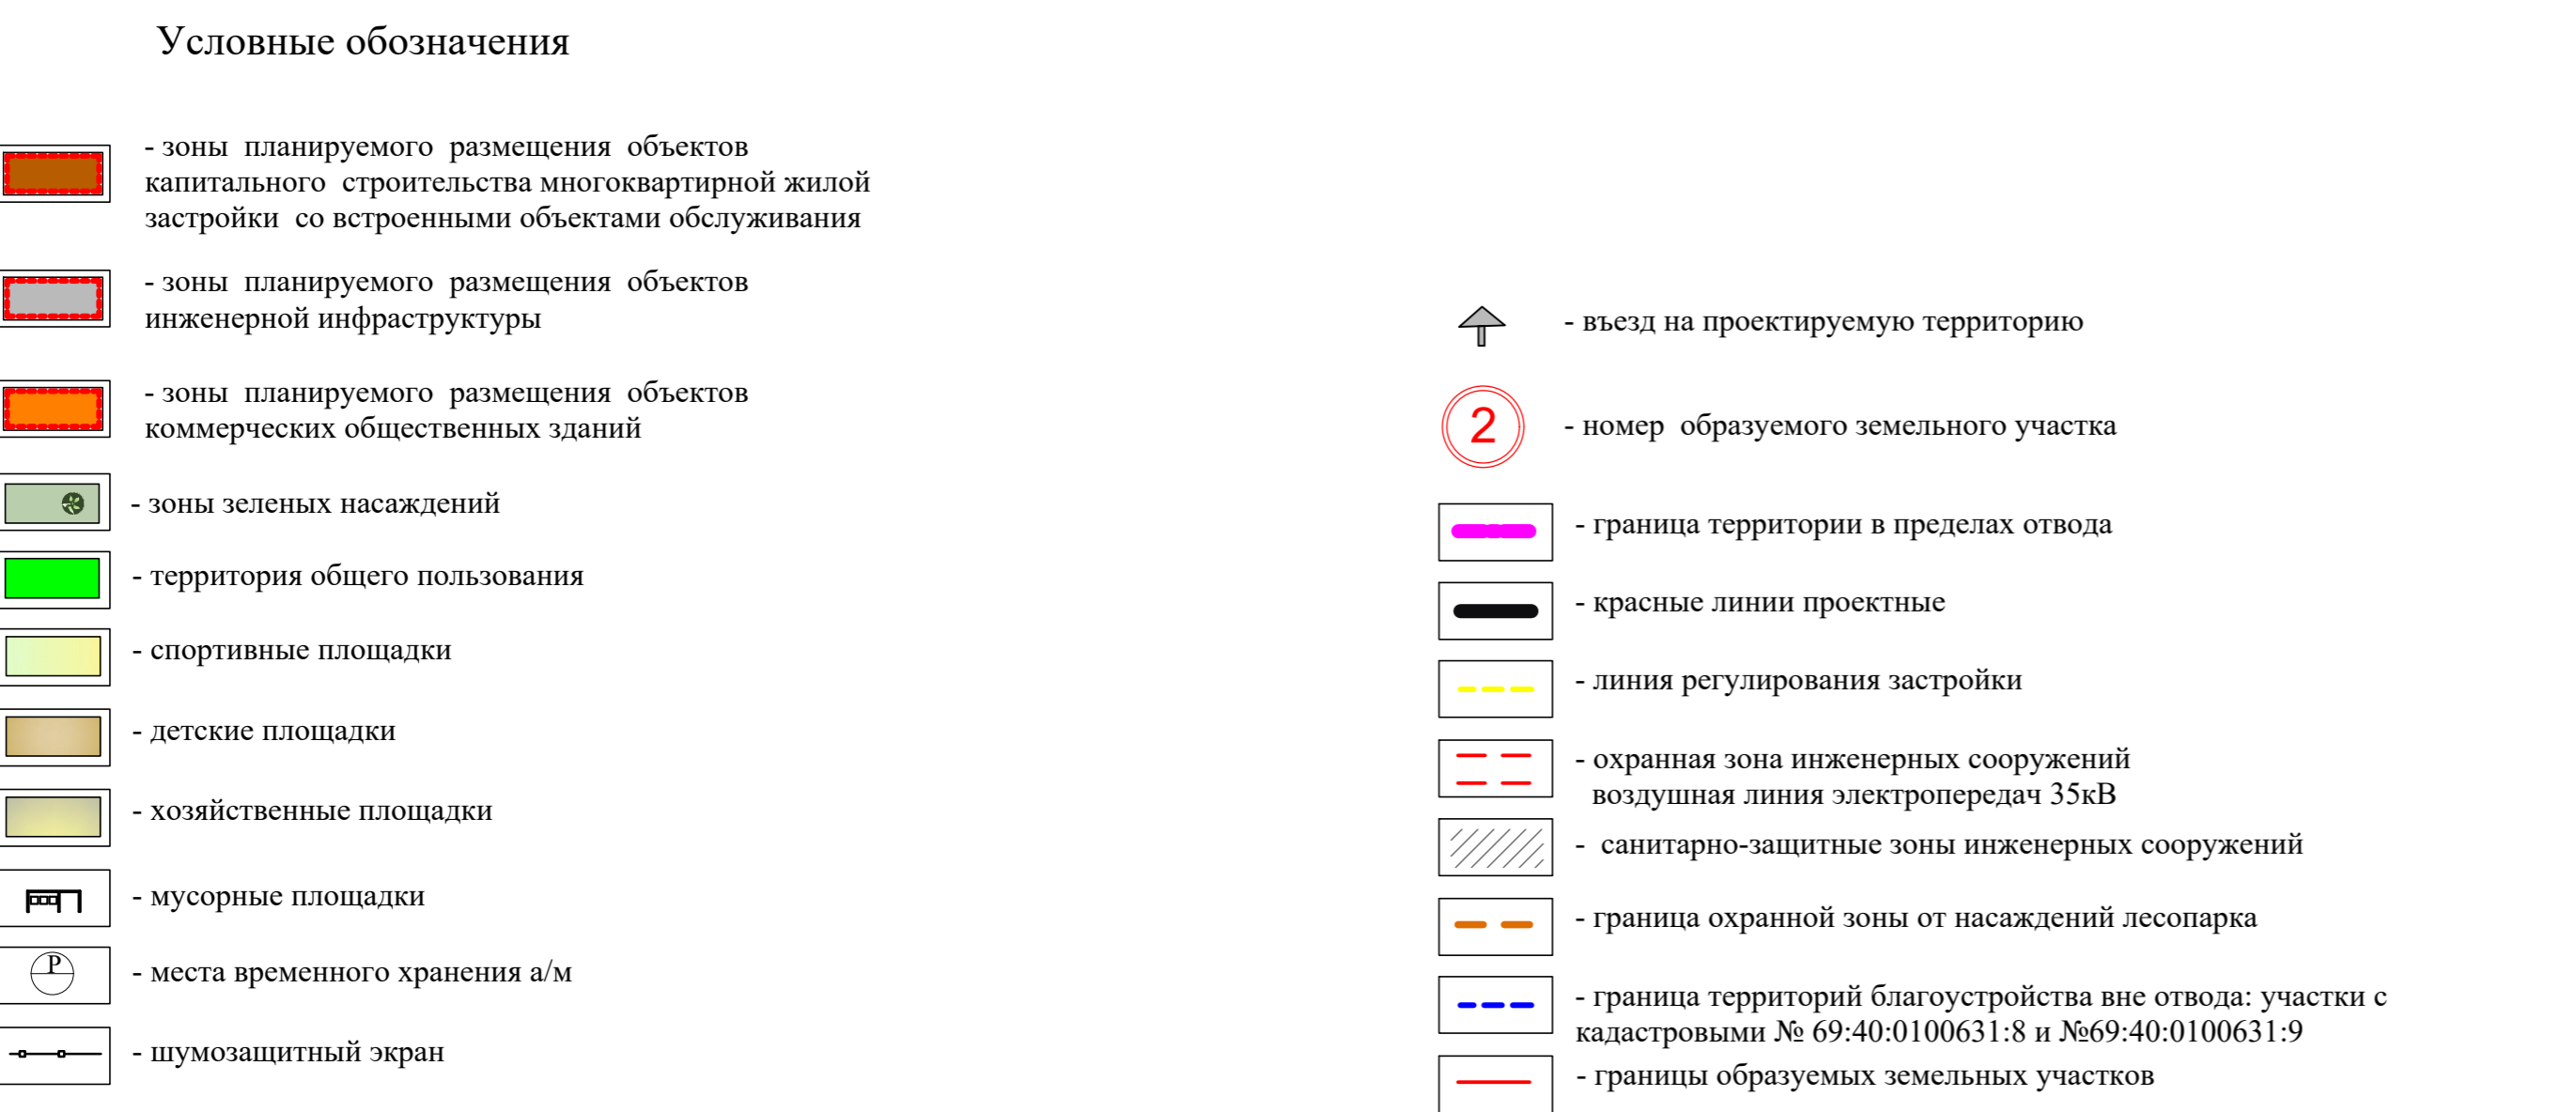 Условные обозначения
- зоны планируемого размещения объектов
капитального строительства многоквартирной жилой
застройки со встроенными объектами обслуживания
- зоны планируемого размещения объектов
инженерной инфраструктуры
- зоны планируемого размещения объектов
коммерческих общественных зданий
- зоны зеленых насаждений
- территория общего пользования
- спортивные площадки
- детские площадки
- хозяйственные площадки
- мусорные площадки
P
- места временного хранения а/м
- шумозащитный экран
- въезд на проектируемую территорию
2
- номер образуемого земельного участка
- граница территории в пределах отвода
- красные линии проектные
- линия регулирования застройки
- охранная зона инженерных сооружений
воздушная линия электропередач 35кВ
- санитарно-защитные зоны инженерных сооружений
- граница охранной зоны от насаждений лесопарка
- граница территорий благоустройства вне отвода: участки с
кадастровыми № 69:40:0100631:8 и №69:40:0100631:9
- границы образуемых земельных участков